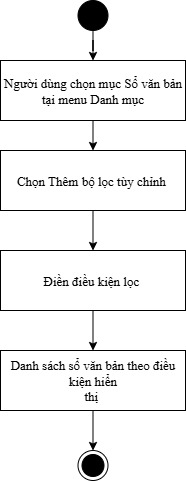 Người dùng chọn mục Sổ văn bản
tại menu Danh mục
Chọn Thêm bộ lọc tùy chỉnh
Điền điều kiện lọc
Danh sách sổ văn bản theo điều
kiện hiển
thị